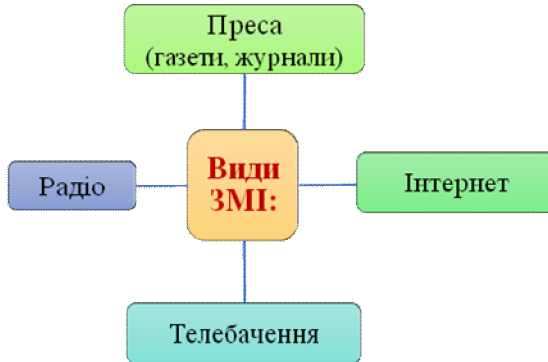 Преса
(газети, журнали)
Радіо
Види
ЗМІ:
Інтернет
Телебачення